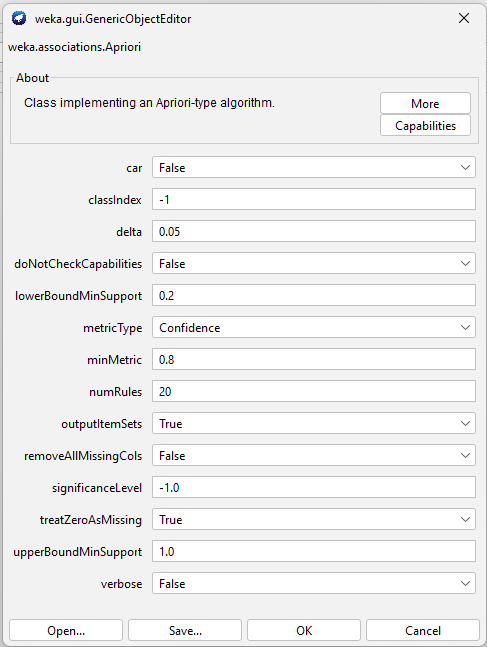 weka.gui.GenericObjectEditor
weka.associations.Apriori
About
Class implementing an Apriori-type algorithm.
More
Capabilities
car False
classIndex -1
delta 0.05
doNotCheckCapabilities False
lowerBoundMinSupport 0.2
metricType Confidence
minMetric 0.8
numRules 20
outputItemSets True
removeAllMissingCols False
significanceLevel -1.0
treatZeroAsMissing True
upperBoundMinSupport 1.0
verbose False
Open... Save... OK Cancel